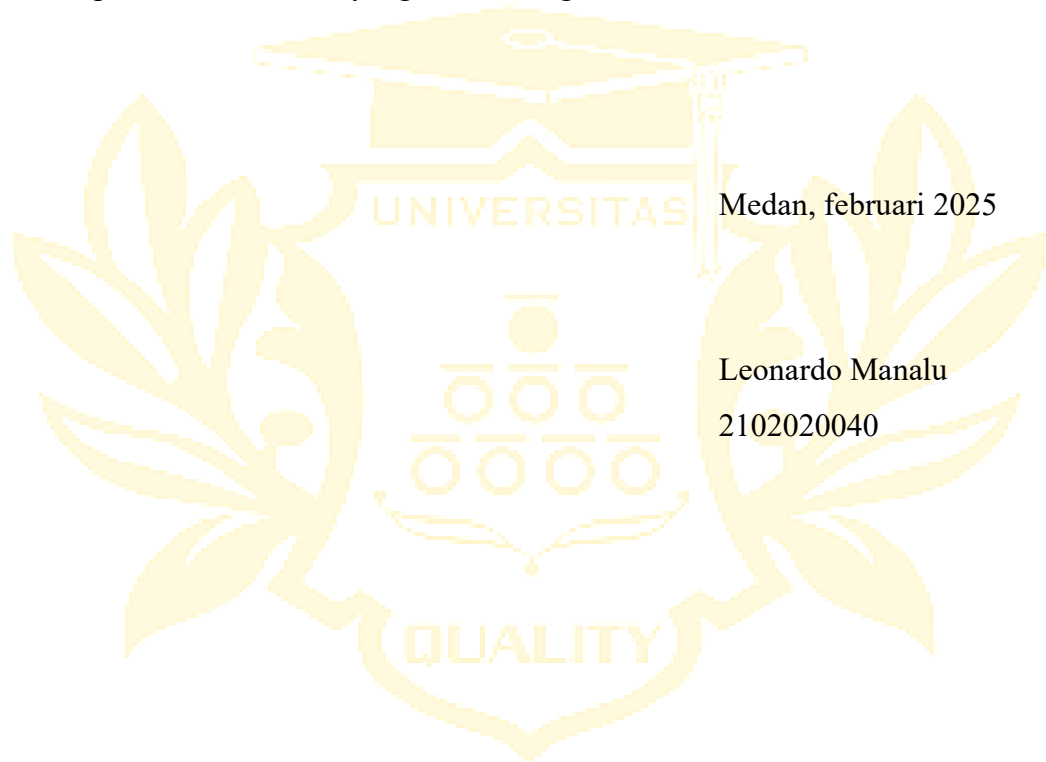 UNIVERSITAS
Medan, februari 2025
Leonardo Manalu
2102020040
QUALITY